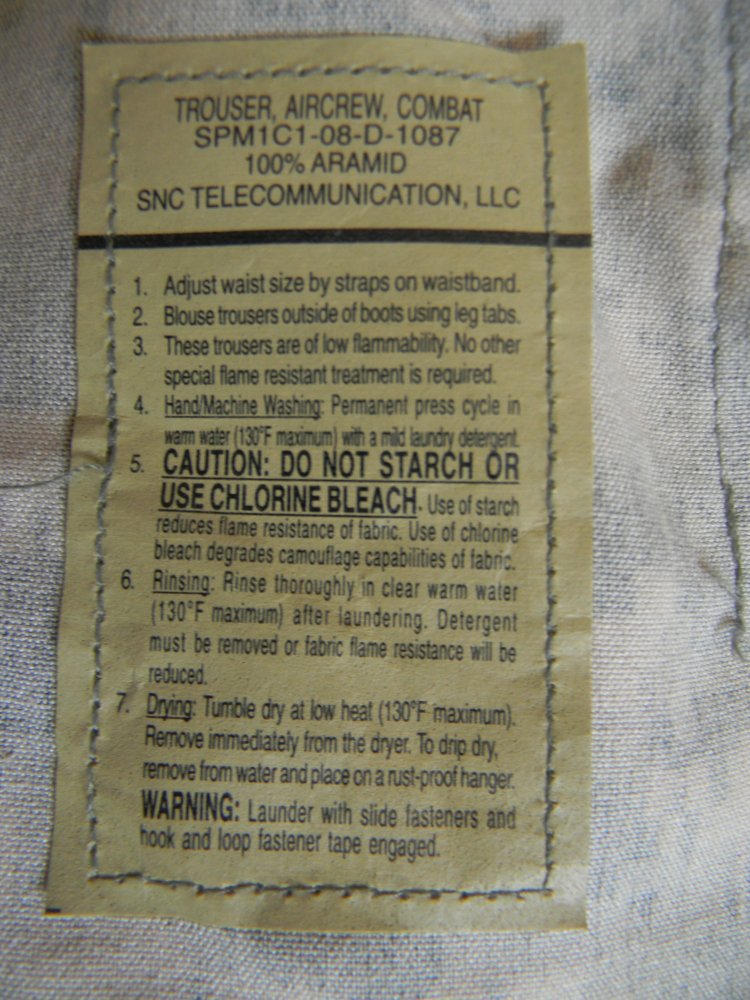 TROUSER, AIRCREW, COMBAT
SPM1C1-08-D-1087
100% ARAMID
SNC TELECOMMUNICATION, LLC
1. Adjust waist size by straps on waistband.
2. Blouse trousers outside of boots using leg tabs.
3. These trousers are of low flammability. No other
special flame resistant treatment is required.
4. Hand/Machine Washing: Permanent press cycle in
warm water (130°F maximum) with a mild laundry detergent.
5. CAUTION: DO NOT STARCH OR
USE CHLORINE BLEACH. Use of starch
reduces flame resistance of fabric. Use of chlorine
bleach degrades camouflage capabilities of fabric.
6. Rinsing: Rinse thoroughly in clear warm water
(130°F maximum) after laundering. Detergent
must be removed or fabric flame resistance will be
reduced.
7. Drying: Tumble dry at low heat (130°F maximum).
Remove immediately from the dryer. To drip dry,
remove from water and place on a rust-proof hanger.
WARNING: Launder with slide fasteners and
hook and loop fastener tape engaged.